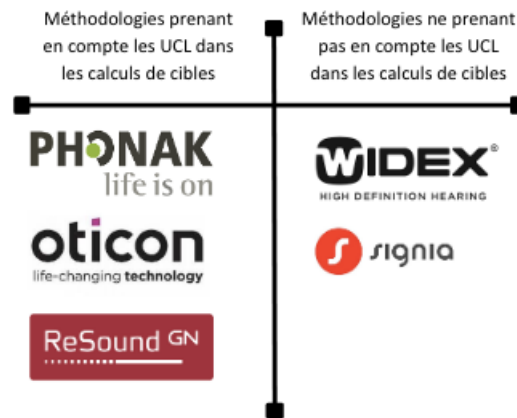 Méthodologies prenant
en compte les UCL dans
les calculs de cibles
Méthodologies ne prenant
pas en compte les UCL
dans les calculs de cibles
PHONAK
life is on
oticon
life-changing technology
ReSound GN
WIDEX®
HIGH DEFINITION HEARING
signia